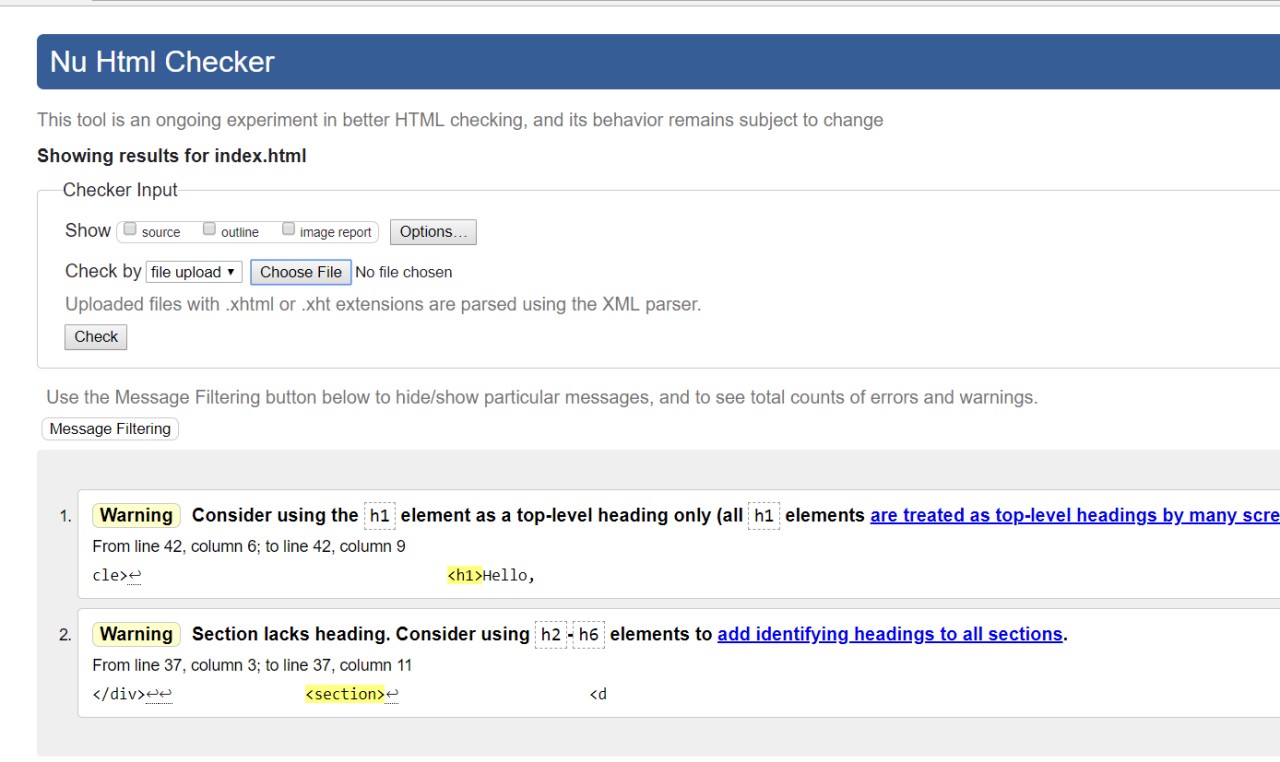 Nu Html Checker
This tool is an ongoing experiment in better HTML checking, and its behavior remains subject to change
Showing results for index.html
Checker Input
Show source outline image report Options...
Check by file upload ▼ Choose File No file chosen
Uploaded files with .xhtml or .xht extensions are parsed using the XML parser.
Check
Use the Message Filtering button below to hide/show particular messages, and to see total counts of errors and warnings.
Message Filtering
1. Warning Consider using the h1 element as a top-level heading only (all h1 elements are treated as top-level headings by many scre
From line 42, column 6; to line 42, column 9
cle>↩ <h1>Hello,
2. Warning Section lacks heading. Consider using h2-h6 elements to add identifying headings to all sections.
From line 37, column 3; to line 37, column 11
</div>↩↩ <section>↩ <d